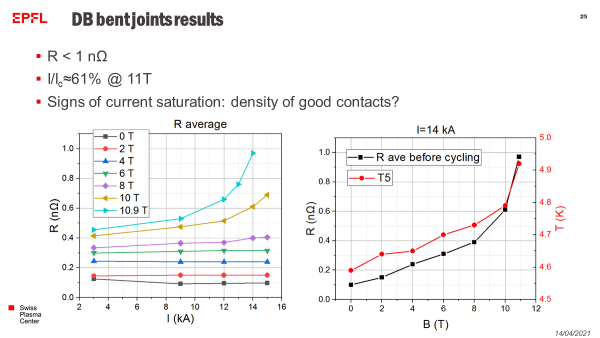 EPFL
DB bent joints results
25
R < 1 nΩ
I/Ic≈61% @ 11T
Signs of current saturation: density of good contacts?
R average
1.0
0.8
0.6
0.4
0.2
0.0
R (nΩ)
0 T
2 T
4 T
6 T
8 T
10 T
10.9 T
2 4 6 8 10 12 14 16
I (kA)
I=14 kA
1.0
0.8
0.6
0.4
0.2
0.0
R (nΩ)
R ave before cycling
T5
5.0
4.9
4.8
4.7
4.6
4.5
T (K)
0 2 4 6 8 10 12
B (T)
Swiss
Plasma
Center
14/04/2021